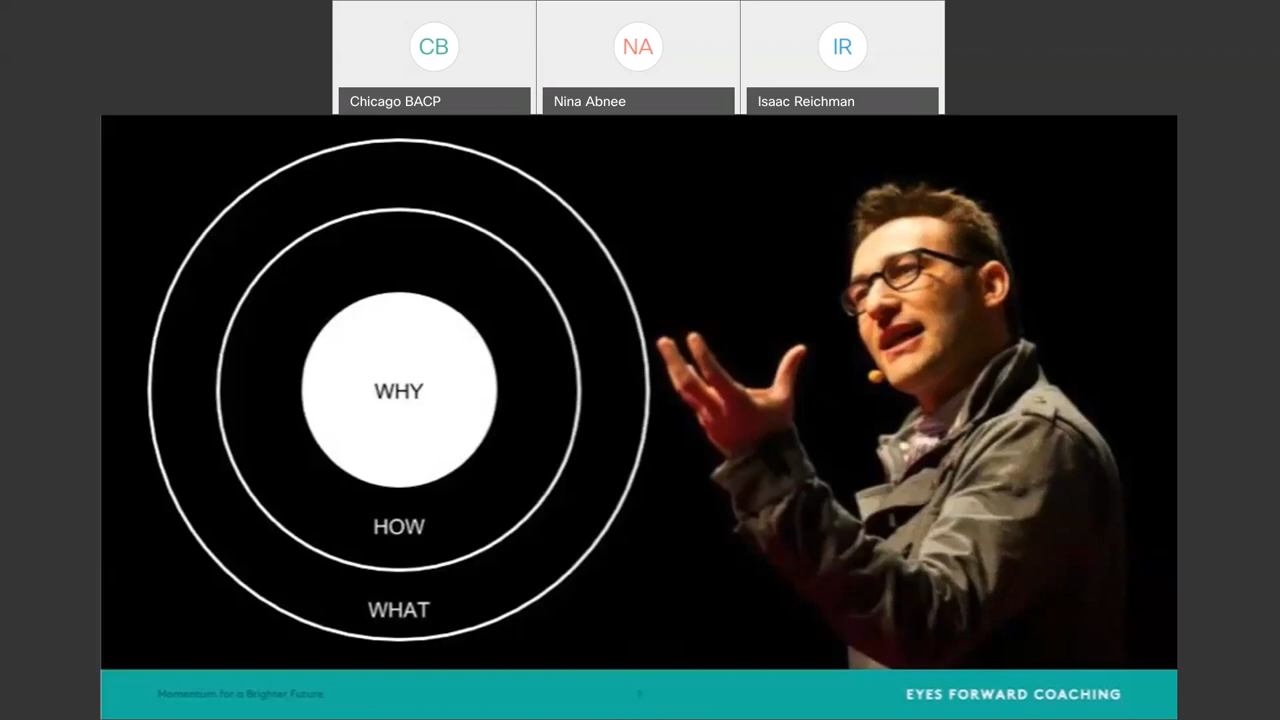 CB
NA
IR
Chicago BACP
Nina Abnee
Isaac Reichman
WHY
HOW
WHAT
Momentum for a Brighter Future
EYES FORWARD COACHING